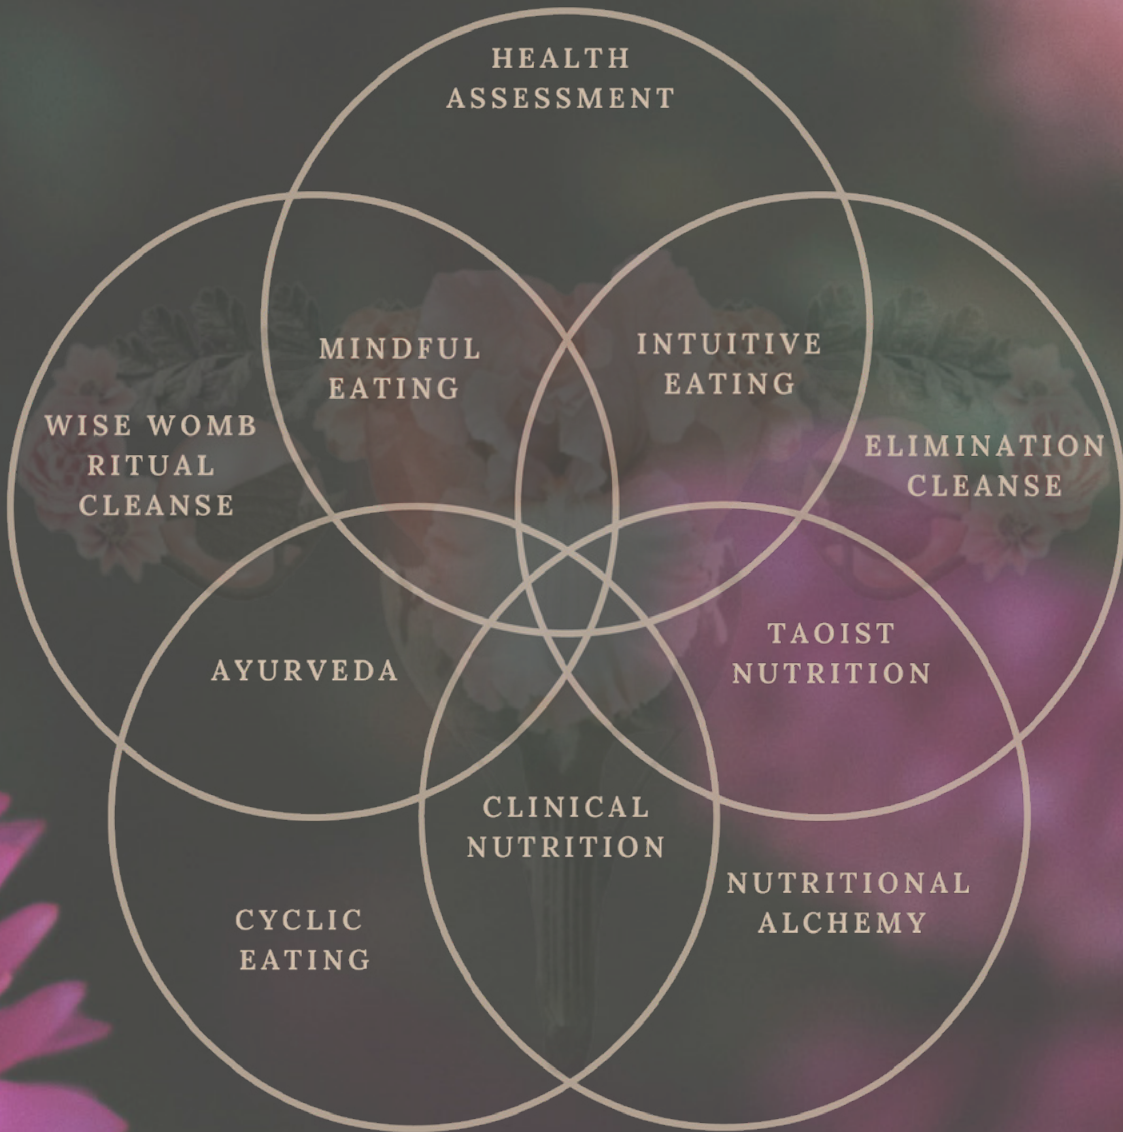 HEALTH
ASSESSMENT
MINDFUL
EATING
INTUITIVE
EATING
WISE WOMB
RITUAL
CLEANSE
ELIMINATION
CLEANSE
AYURVEDA
TAOIST
NUTRITION
CLINICAL
NUTRITION
CYCLIC
EATING
NUTRITIONAL
ALCHEMY